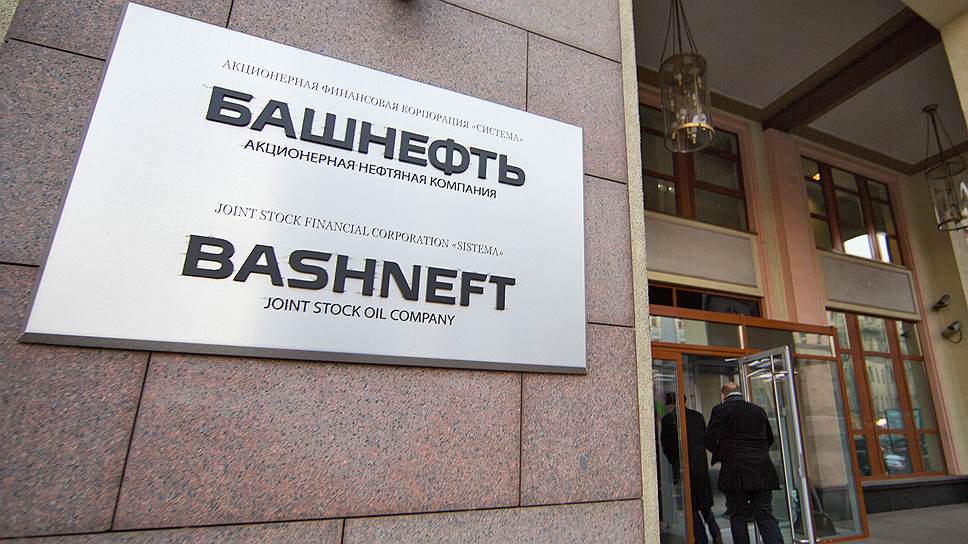 АКЦИОНЕРНАЯ ФИНАНСОВАЯ КОРПОРАЦИЯ «СИСТЕМА»
БАШНЕФТЬ
АКЦИОНЕРНАЯ НЕФТЯНАЯ КОМПАНИЯ
JOINT STOCK FINANCIAL CORPORATION «SISTEMA»
BASHNEFT
JOINT STOCK OIL COMPANY